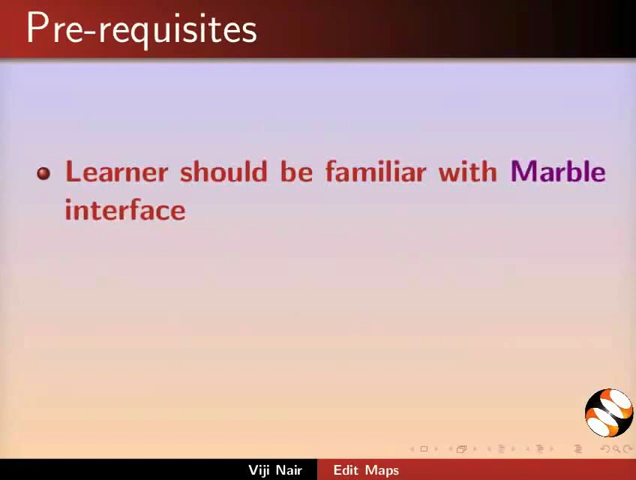 Pre-requisites
Learner should be familiar with Marble
interface
Viji Nair
Edit Maps